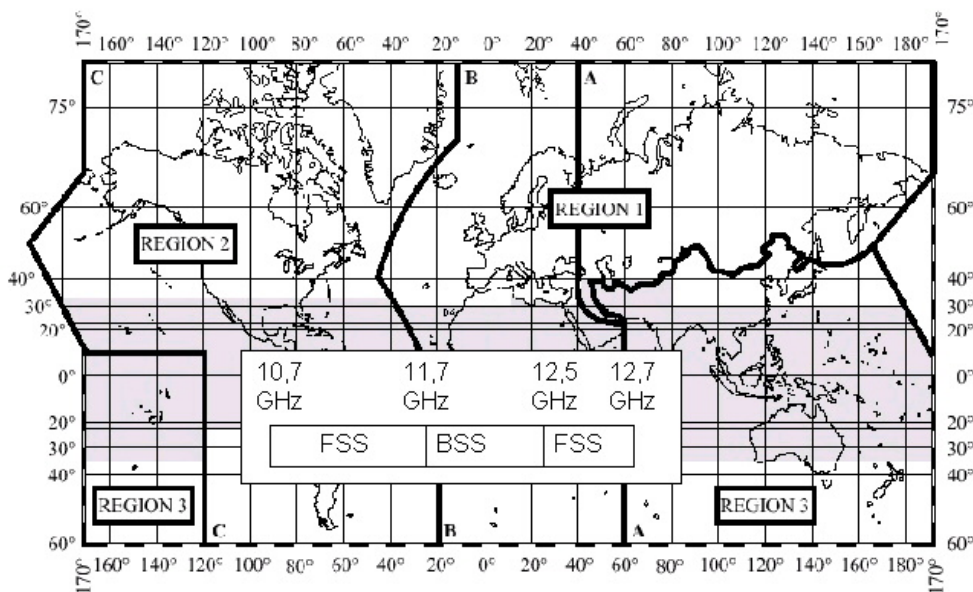 170° 160° 140° 120° 100° 80° 60° 40° 20° 0° 20° 40° 60° 80° 100° 120° 140° 160° 180° 170°
C B A
75° 75°
REGION 1
60° 60°
REGION 2
40° 40°
30° 30°
20° 20°
10,7 GHz 11,7 GHz 12,5 GHz 12,7 GHz
0° 0°
FSS BSS FSS
20° 20°
30° 30°
40° 40°
REGION 3 REGION 3
C B A
60° 60°
170° 160° 140° 120° 100° 80° 60° 40° 20° 0° 20° 40° 60° 80° 100° 120° 140° 160° 180° 170°